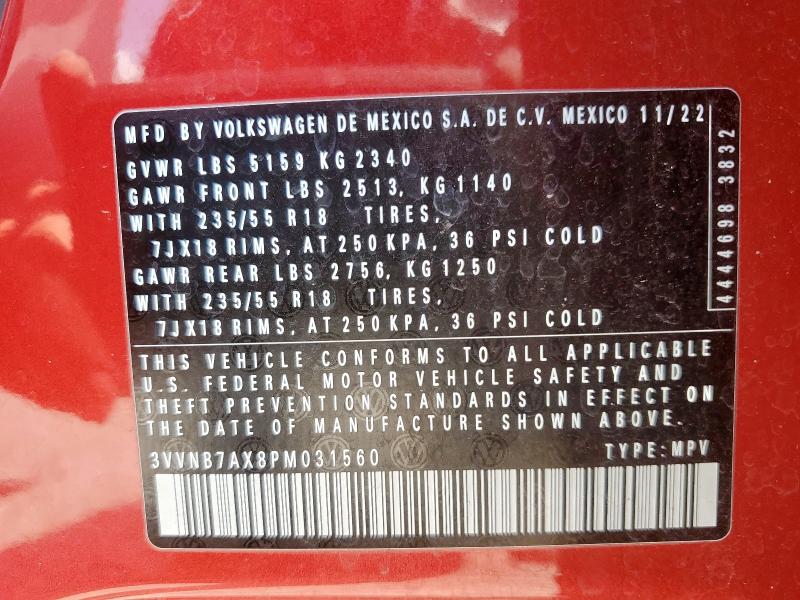 MFD BY VOLKSWAGEN DE MEXICO S.A. DE C.V. MEXICO 11/22
GVWR LBS 5159 KG 2340
GAWR FRONT LBS 2513, KG 1140
WITH 235/55 R18 TIRES,
7JX18 RIMS, AT 250 KPA, 36 PSI COLD
GAWR REAR LBS 2756, KG 1250
WITH 235/55 R18 TIRES,
7JX18 RIMS, AT 250 KPA, 36 PSI COLD
4444698 3832
THIS VEHICLE CONFORMS TO ALL APPLICABLE
U.S. FEDERAL MOTOR VEHICLE SAFETY AND
THEFT PREVENTION STANDARDS IN EFFECT ON
THE DATE OF MANUFACTURE SHOWN ABOVE.
3VVNB7AX8PM031560 TYPE: MPV